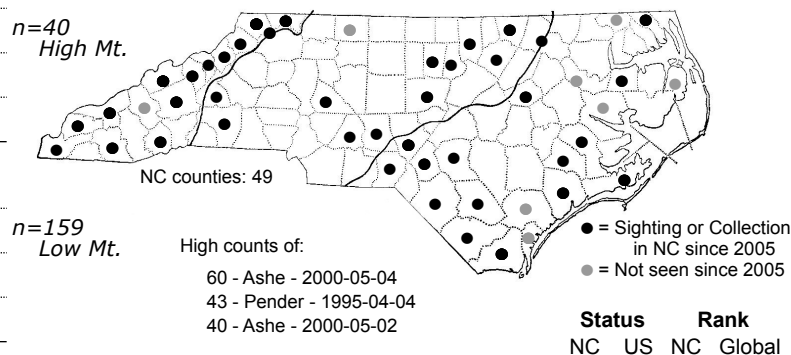 n=40
High Mt.
NC counties: 49
n=159
Low Mt.
High counts of:
60 - Ashe - 2000-05-04
43 - Pender - 1995-04-04
40 - Ashe - 2000-05-02
= Sighting or Collection
in NC since 2005
= Not seen since 2005
Status Rank
NC US NC Global